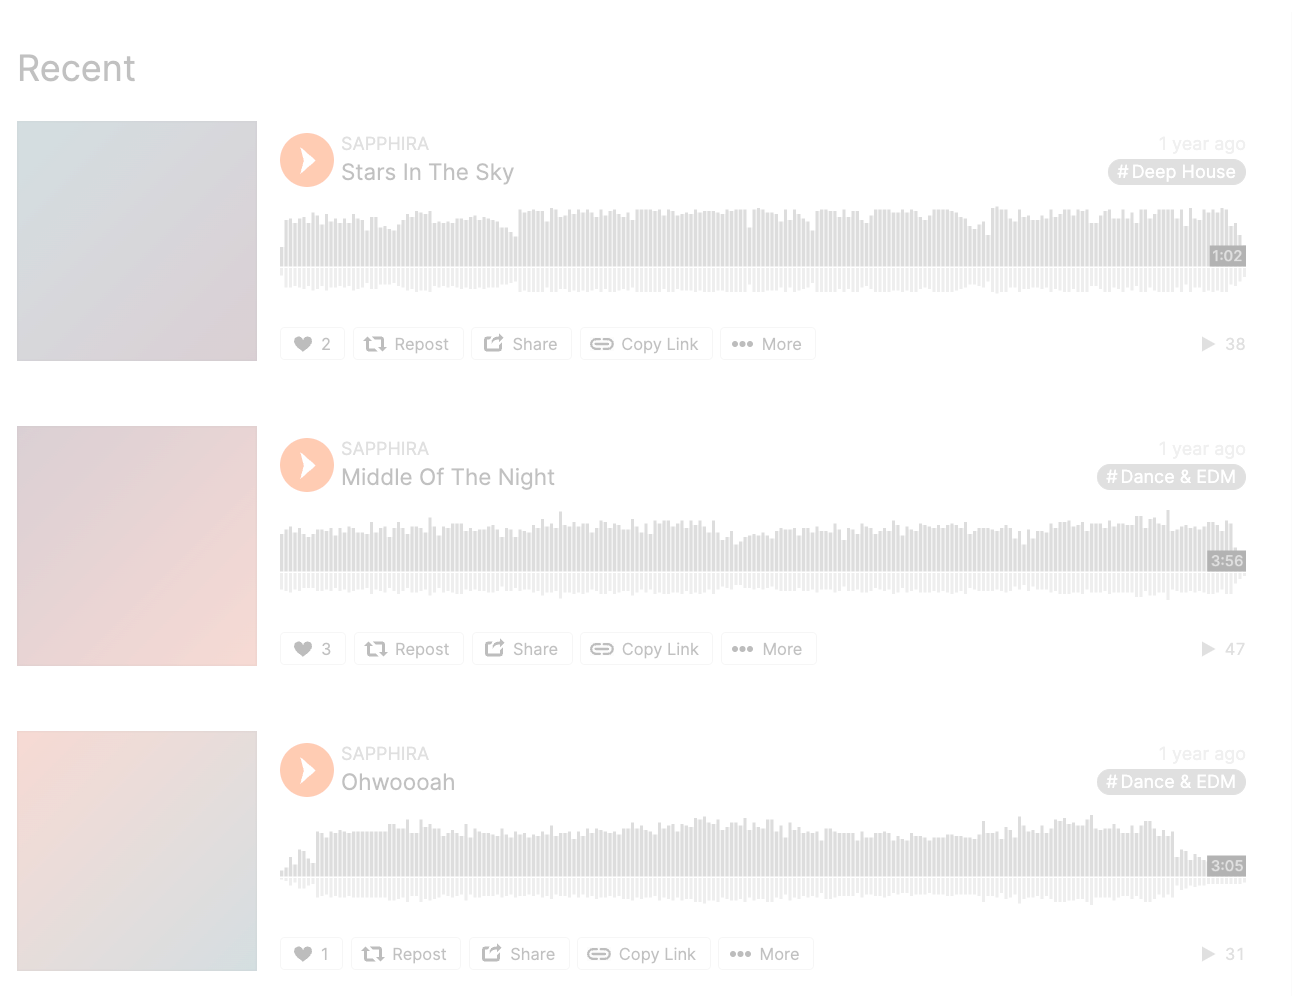 Recent
SAPPHIRA
1 year ago
Stars In The Sky
# Deep House
1:02
2
Repost
Share
Copy Link
More
38
SAPPHIRA
1 year ago
Middle Of The Night
# Dance & EDM
3:56
3
Repost
Share
Copy Link
More
47
SAPPHIRA
1 year ago
Ohwoooah
# Dance & EDM
3:05
1
Repost
Share
Copy Link
More
31